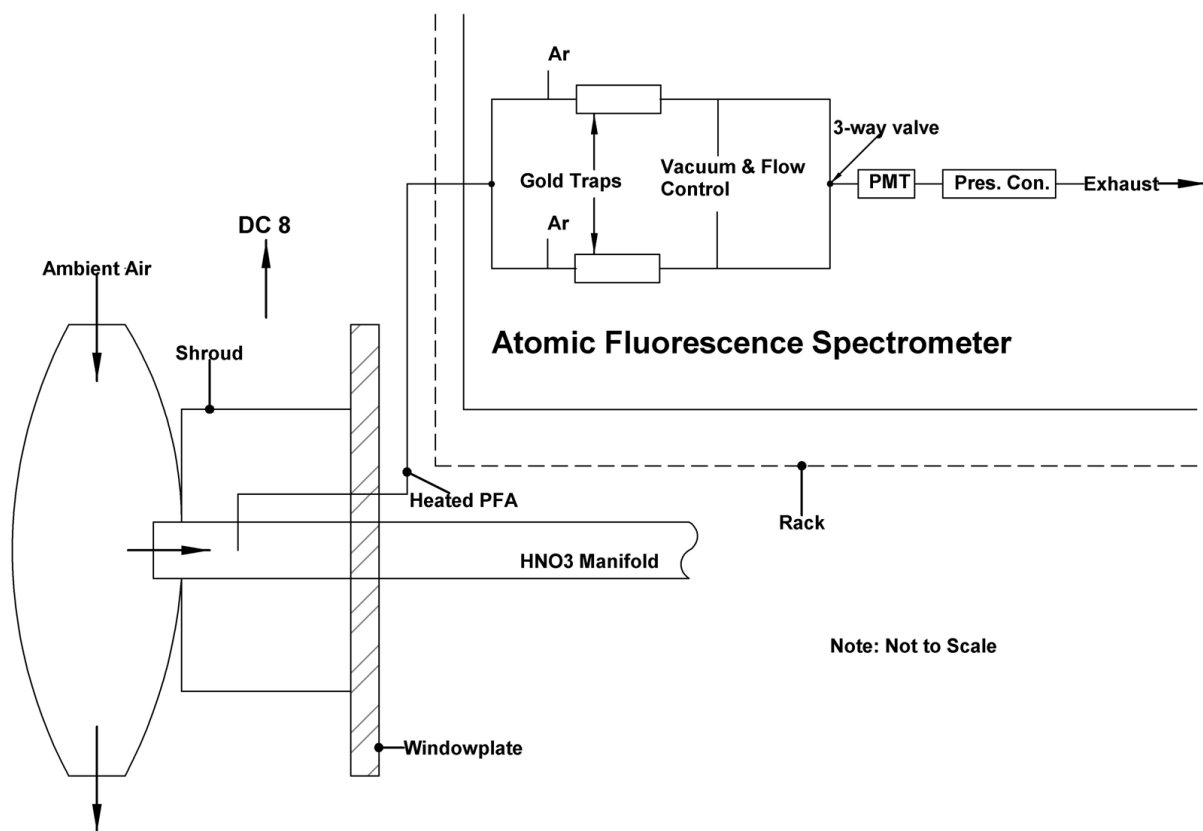 Ar
3-way valve
Gold Traps
Vacuum & Flow
Control
PMT
Pres. Con.
Exhaust
Ar
DC 8
Ambient Air
Shroud
Atomic Fluorescence Spectrometer
Heated PFA
Rack
HNO3 Manifold
Note: Not to Scale
Windowplate